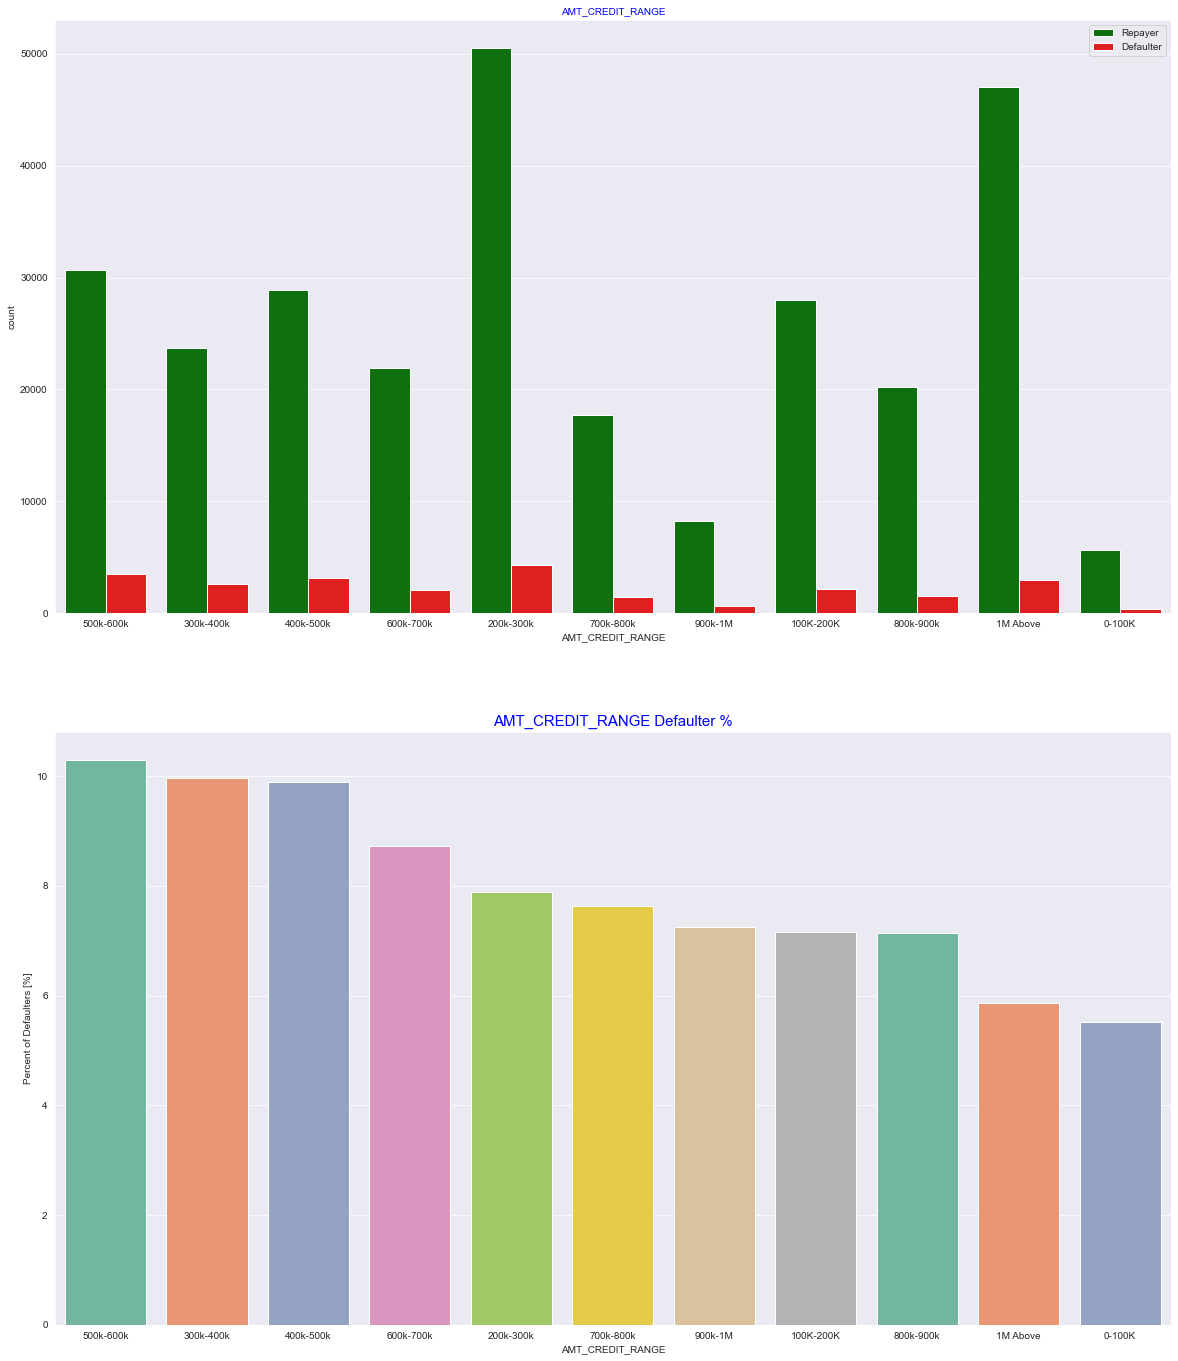 AMT_CREDIT_RANGE
Repayer
Defaulter
50000
40000
30000
20000
10000
0
count
500k-600k 300k-400k 400k-500k 600k-700k 200k-300k 700k-800k 900k-1M 100K-200K 800k-900k 1M Above 0-100K
AMT_CREDIT_RANGE
AMT_CREDIT_RANGE Defaulter %
10
8
6
4
2
0
Percent of Defaulters [%]
500k-600k 300k-400k 400k-500k 600k-700k 200k-300k 700k-800k 900k-1M 100K-200K 800k-900k 1M Above 0-100K
AMT_CREDIT_RANGE